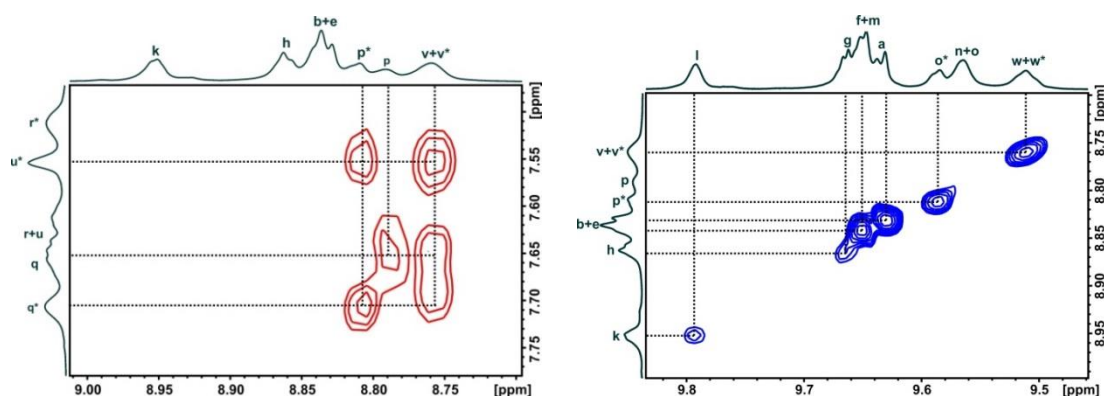 k h b+e p* p v+v*
[ppm]
r*
u*
r+u
q
q*
7.55
7.60
7.65
7.70
7.75
9.00 8.95 8.90 8.85 8.80 8.75 [ppm]
l g f+m a o* n+o w+w*
[ppm]
v+v*
p
p*
b+e
h
k
8.80
8.85
8.90
8.95
9.8 9.7 9.6 9.5 [ppm]